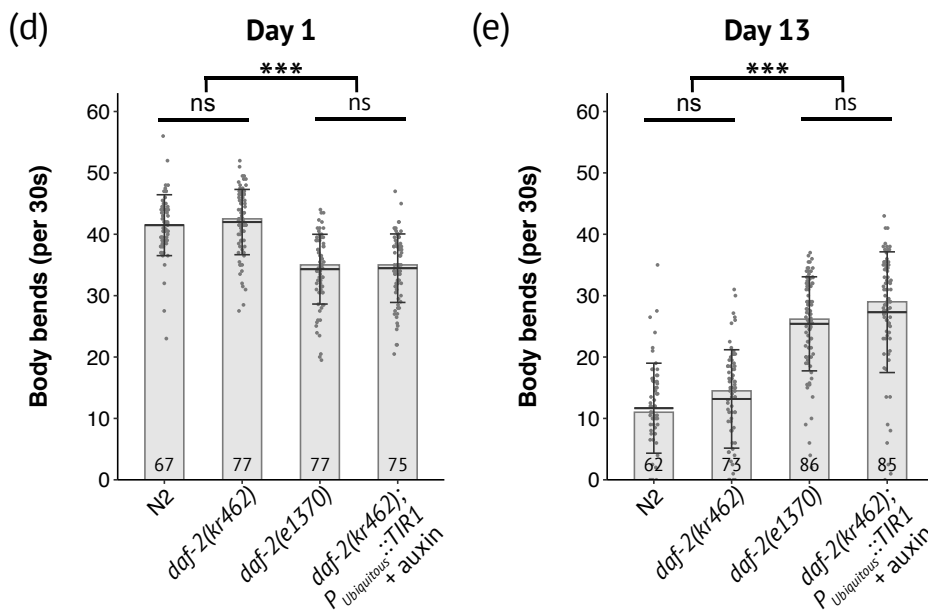 (d)
Day 1
***
ns
ns
60
50
40
30
20
10
0
Body bends (per 30s)
67
77
77
75
N2
daf-2(kr462)
daf-2(e1370)
daf-2(kr462);
P Ubiquitous::TIR1
+ auxin
(e)
Day 13
***
ns
ns
60
50
40
30
20
10
0
Body bends (per 30s)
62
73
86
85
N2
daf-2(kr462)
daf-2(e1370)
daf-2(kr462);
P Ubiquitous::TIR1
+ auxin